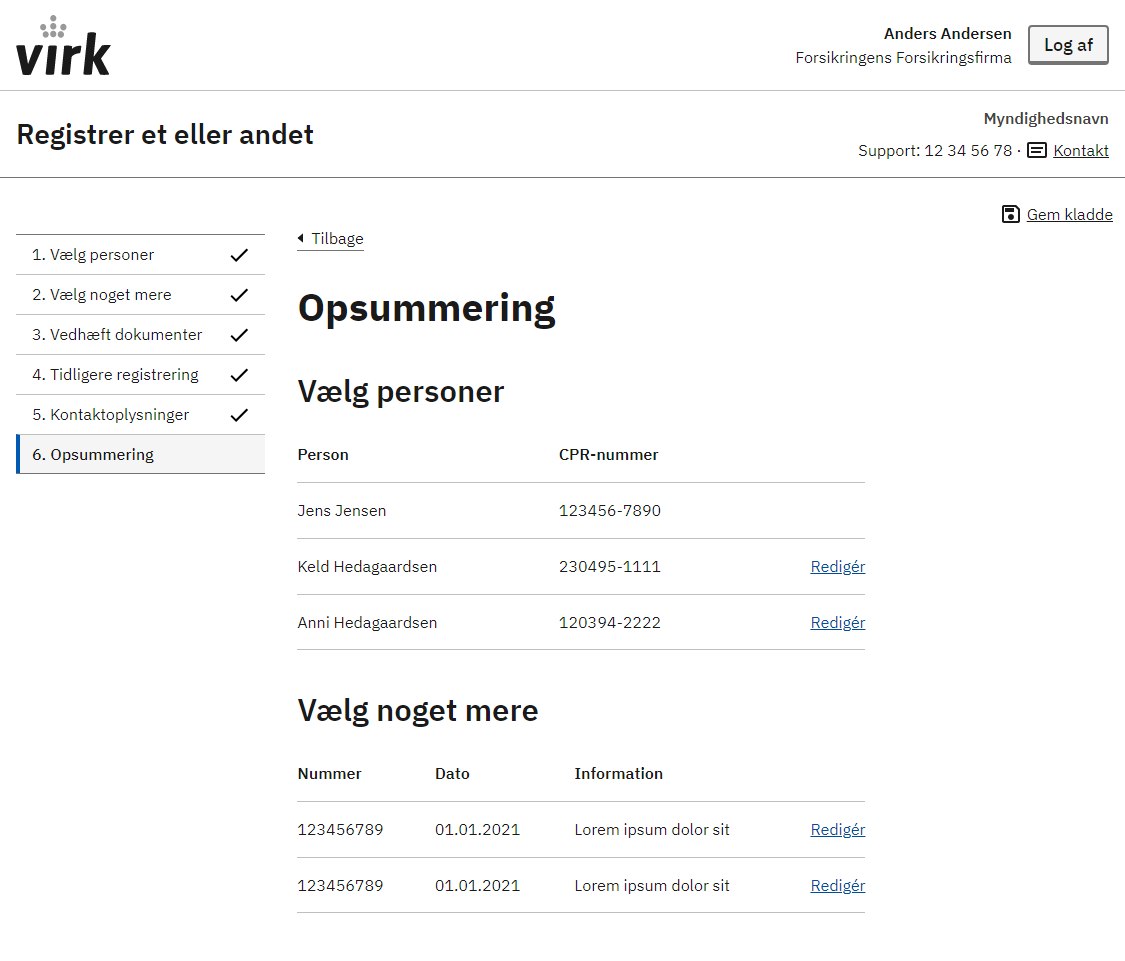 virk
Anders Andersen
Forsikringens Forsikringsfirma
Log af
Registrer et eller andet
Myndighedsnavn
Support: 12 34 56 78 · Kontakt
Gem kladde
1. Vælg personer
2. Vælg noget mere
3. Vedhæft dokumenter
4. Tidligere registrering
5. Kontaktoplysninger
6. Opsummering
Tilbage
Opsummering
Vælg personer
Person CPR-nummer
Jens Jensen 123456-7890
Keld Hedagaardsen 230495-1111 Redigér
Anni Hedagaardsen 120394-2222 Redigér
Vælg noget mere
Nummer Dato Information
123456789 01.01.2021 Lorem ipsum dolor sit Redigér
123456789 01.01.2021 Lorem ipsum dolor sit Redigér